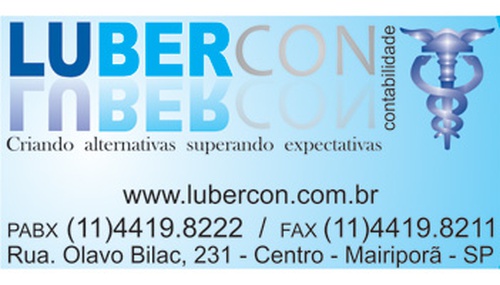 LUBERCON
contabilidade
Criando alternativas superando expectativas
www.lubercon.com.br
PABX (11)4419.8222 / FAX (11)4419.8211
Rua. Olavo Bilac, 231 - Centro - Mairiporã - SP